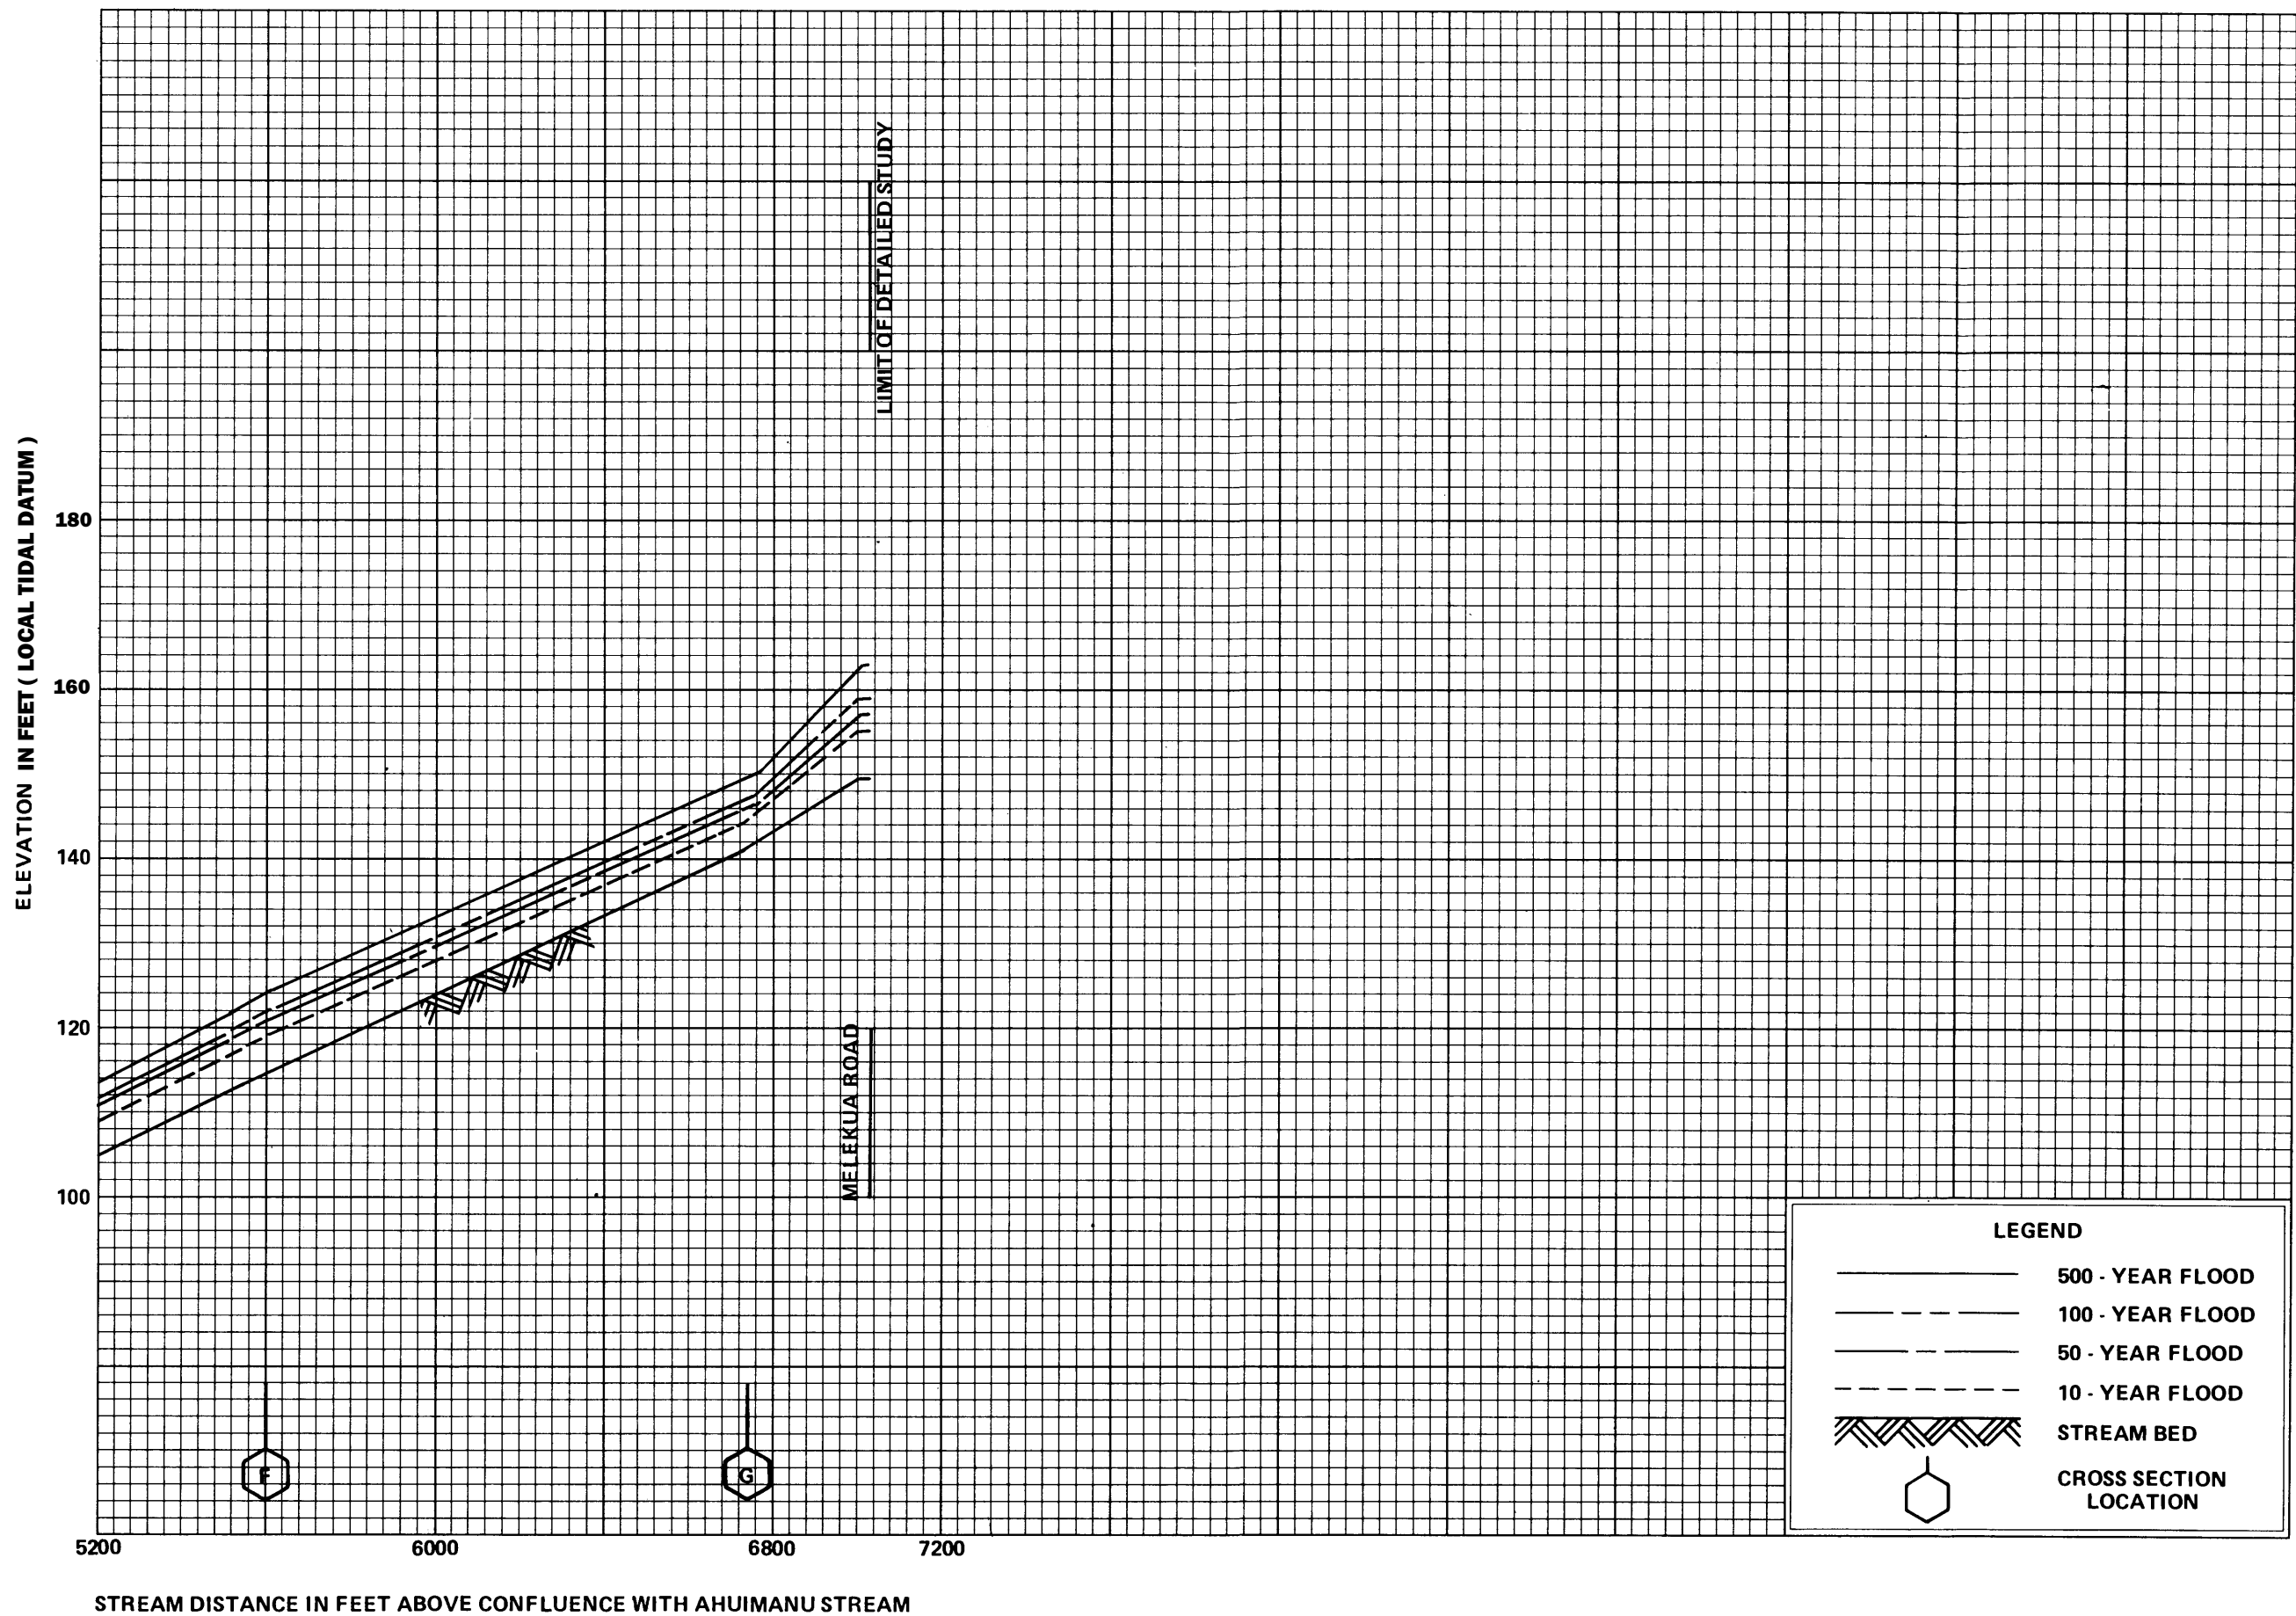 LIMIT OF DETAILED STUDY
ELEVATION IN FEET ( LOCAL TIDAL DATUM )
180
160
140
120
100
MELEKUA ROAD
F
G
5200
6000
6800
7200
STREAM DISTANCE IN FEET ABOVE CONFLUENCE WITH AHUIMANU STREAM
LEGEND
500 - YEAR FLOOD
100 - YEAR FLOOD
50 - YEAR FLOOD
10 - YEAR FLOOD
STREAM BED
CROSS SECTION
LOCATION